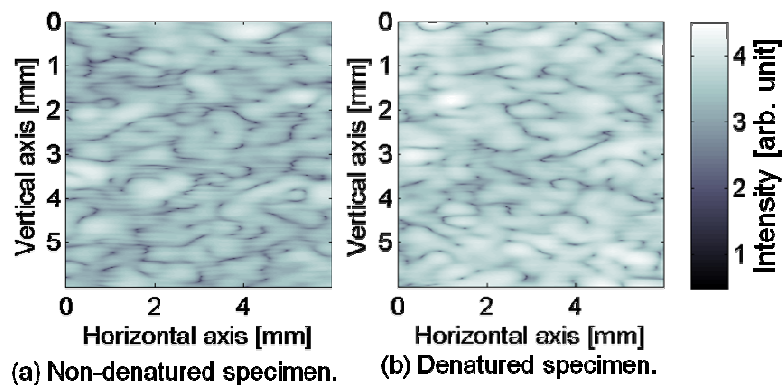 0
1
2
3
4
5
Vertical axis [mm]
0 2 4
Horizontal axis [mm]
(a) Non-denatured specimen.
0
1
2
3
4
5
Vertical axis [mm]
0 2 4
Horizontal axis [mm]
(b) Denatured specimen.
4
3
2
1
Intensity [arb. unit]